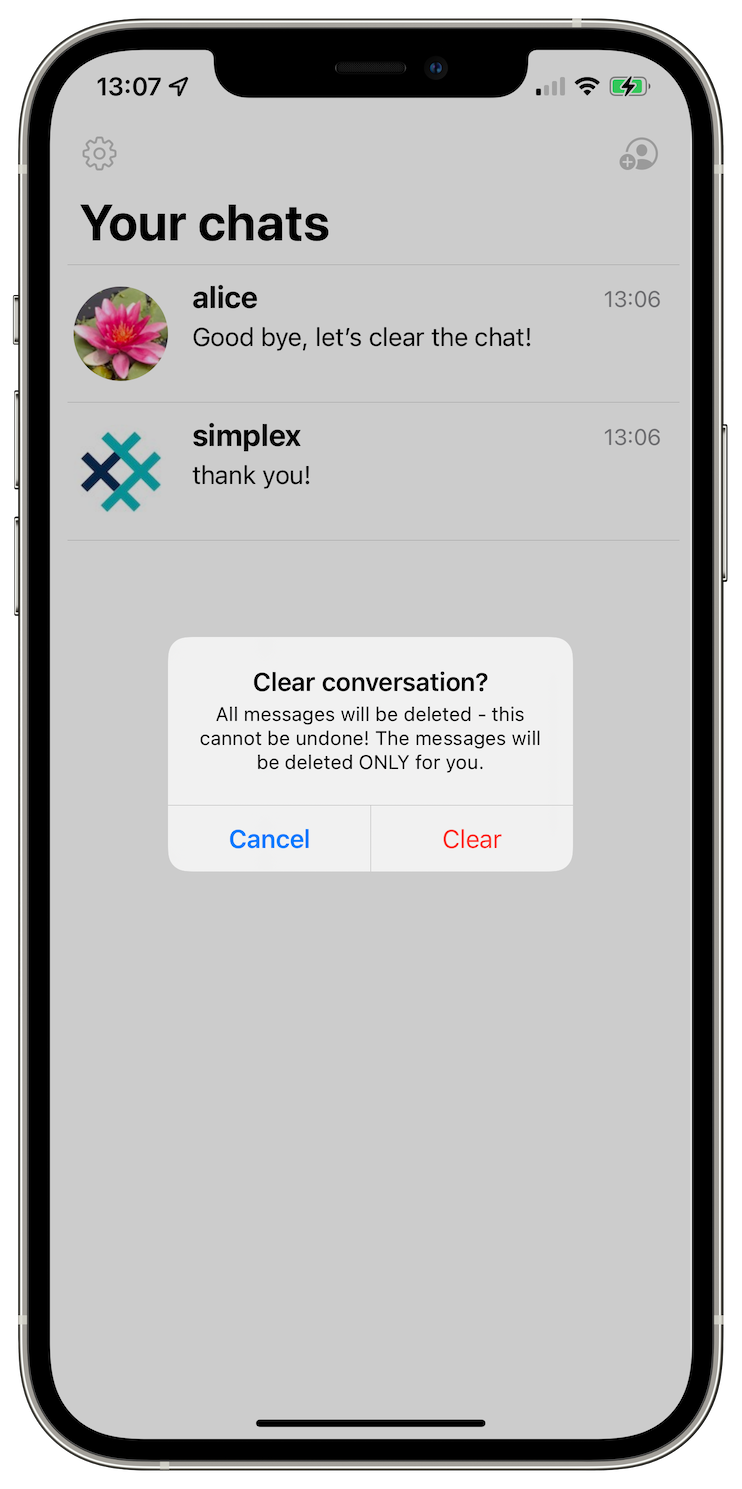 13:07
Your chats
alice 13:06
Good bye, let’s clear the chat!
simplex 13:06
thank you!
Clear conversation?
All messages will be deleted - this
cannot be undone! The messages will
be deleted ONLY for you.
Cancel Clear